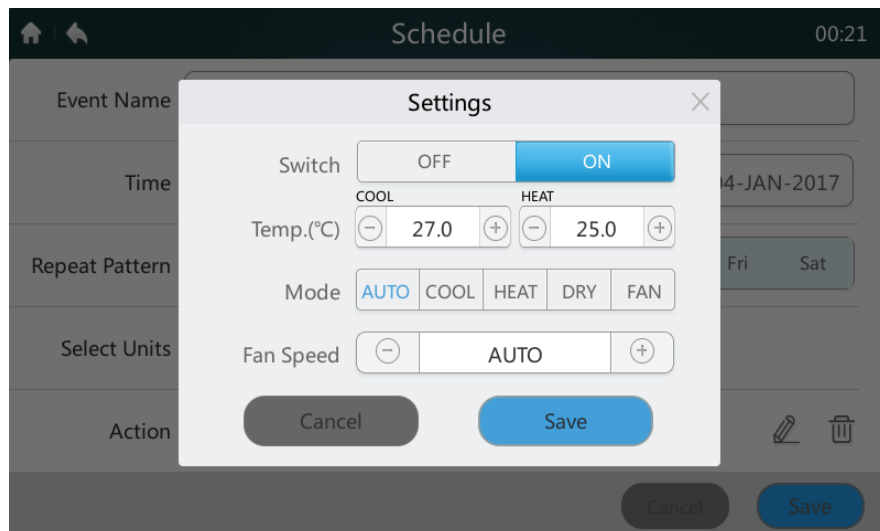 Schedule 00:21
Event Name
Settings
Switch OFF ON
Time
4-JAN-2017
COOL HEAT
Temp.(°C) 27.0 25.0
Repeat Pattern
Fri Sat
Mode AUTO COOL HEAT DRY FAN
Select Units
Fan Speed AUTO
Action
Cancel Save
Cancel Save